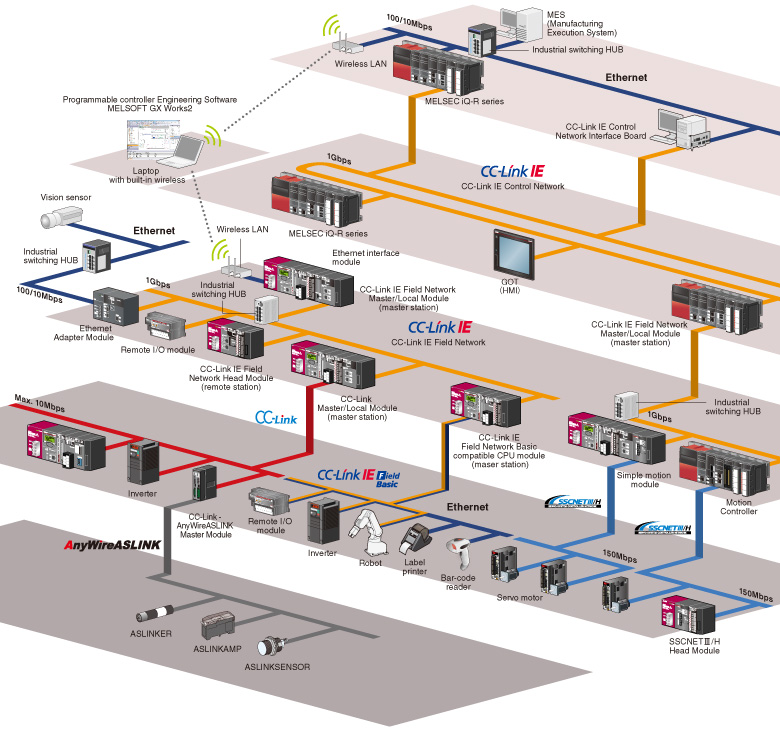 100/10Mbps
MES
(Manufacturing
Execution System)
Industrial switching HUB
Wireless LAN
Ethernet
MELSEC iQ-R series
Programmable controller Engineering Software
MELSOFT GX Works2
CC-Link IE Control
Network Interface Board
Laptop
with built-in wireless
1Gbps
CC-Link IE
CC-Link IE Control Network
Vision sensor
MELSEC iQ-R series
Ethernet
Wireless LAN
Industrial
switching HUB
Ethernet interface
module
GOT
(HMI)
100/10Mbps
1Gbps
Industrial
switching HUB
CC-Link IE Field Network
Master/Local Module
(master station)
Ethernet
Adapter Module
Remote I/O module
CC-Link IE
CC-Link IE Field Network
CC-Link IE Field Network
Master/Local Module
(master station)
CC-Link IE Field
Network Head Module
(remote station)
CC-Link
Master/Local Module
(master station)
Max. 10Mbps
CC-Link
Industrial
switching HUB
1Gbps
CC-Link IE
Field Network Basic
compatible CPU module
(maser station)
CC-Link IE Field
Basic
Simple motion
module
Inverter
CC-Link -
AnyWireASLINK
Master Module
Remote I/O
module
Ethernet
SSCNETIII/H
Motion
Controller
SSCNETIII/H
AnyWireASLINK
Inverter
Robot
Label
printer
Bar-code
reader
150Mbps
Servo motor
150Mbps
ASLINKER
ASLINKAMP
ASLINKSENSOR
SSCNETⅢ/H
Head Module